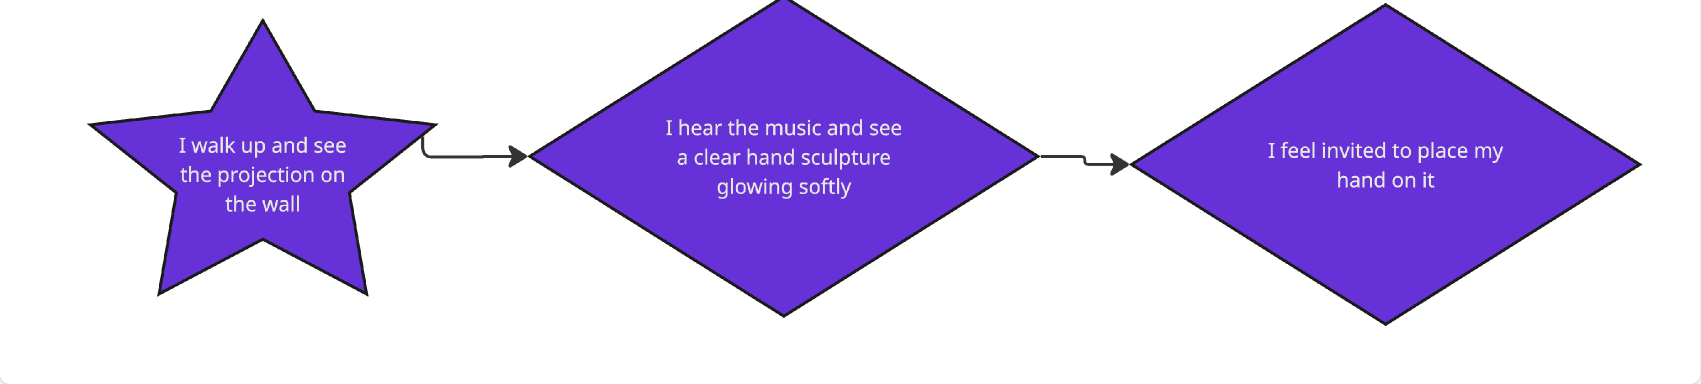 I walk up and see
the projection on
the wall
I hear the music and see
a clear hand sculpture
glowing softly
I feel invited to place my
hand on it